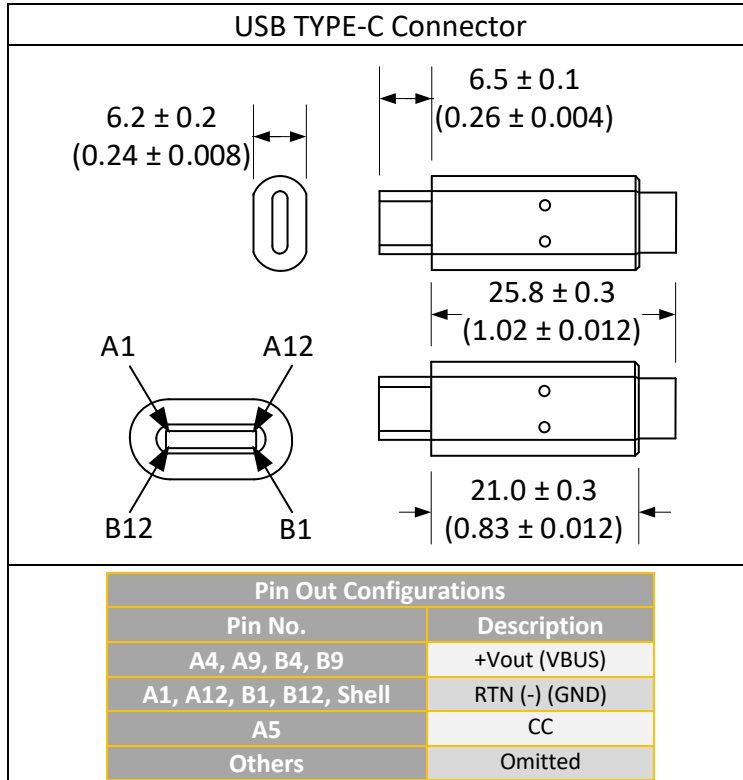 USB TYPE-C Connector
6.5 ± 0.1
(0.26 ± 0.004)
6.2 ± 0.2
(0.24 ± 0.008)
25.8 ± 0.3
(1.02 ± 0.012)
A1 A12
B12 B1
21.0 ± 0.3
(0.83 ± 0.012)
Pin Out Configurations
Pin No. Description
A4, A9, B4, B9 +Vout (VBUS)
A1, A12, B1, B12, Shell RTN (-) (GND)
A5 CC
Others Omitted